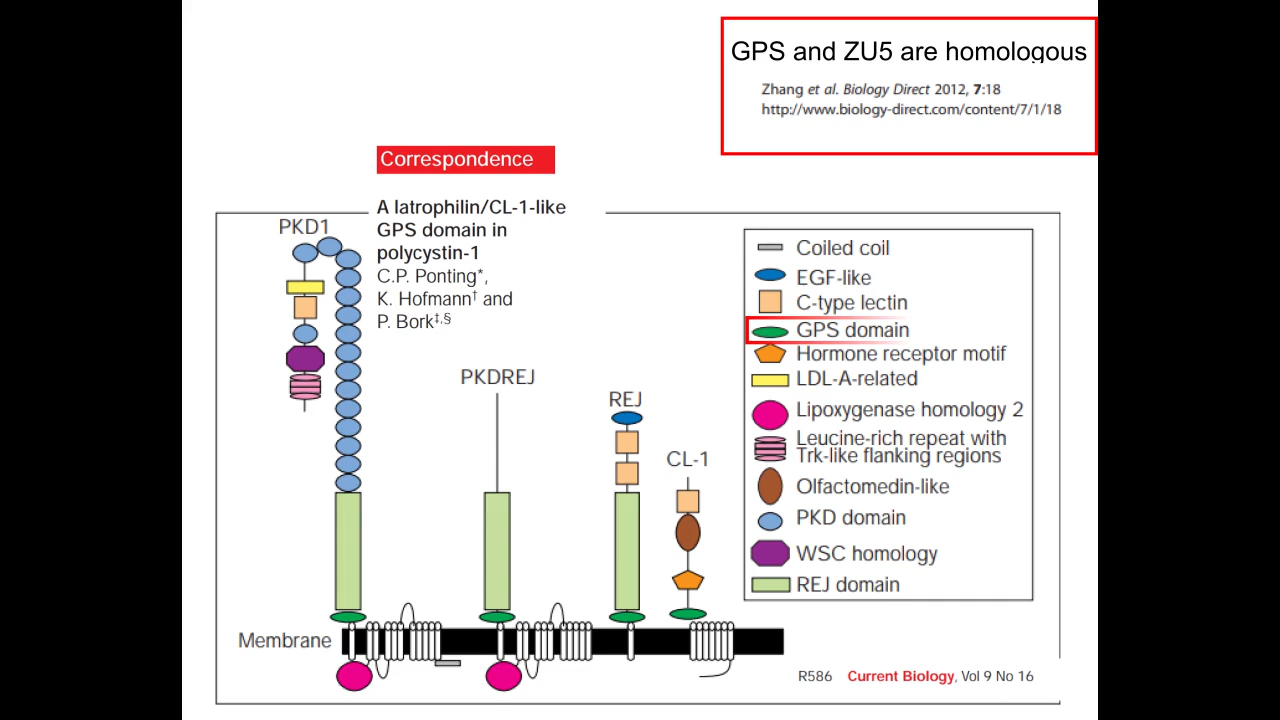 GPS and ZU5 are homologous
Zhang et al. Biology Direct 2012, 7:18
http://www.biology-direct.com/content/7/1/18
Correspondence
A latrophilin/CL-1-like
GPS domain in
polycystin-1
C.P. Ponting*,
K. Hofmann† and
P. Bork‡,§
PKD1
PKDREJ
REJ
CL-1
Membrane
Coiled coil
EGF-like
C-type lectin
GPS domain
Hormone receptor motif
LDL-A-related
Lipoxygenase homology 2
Leucine-rich repeat with
Trk-like flanking regions
Olfactomedin-like
PKD domain
WSC homology
REJ domain
R586 Current Biology, Vol 9 No 16